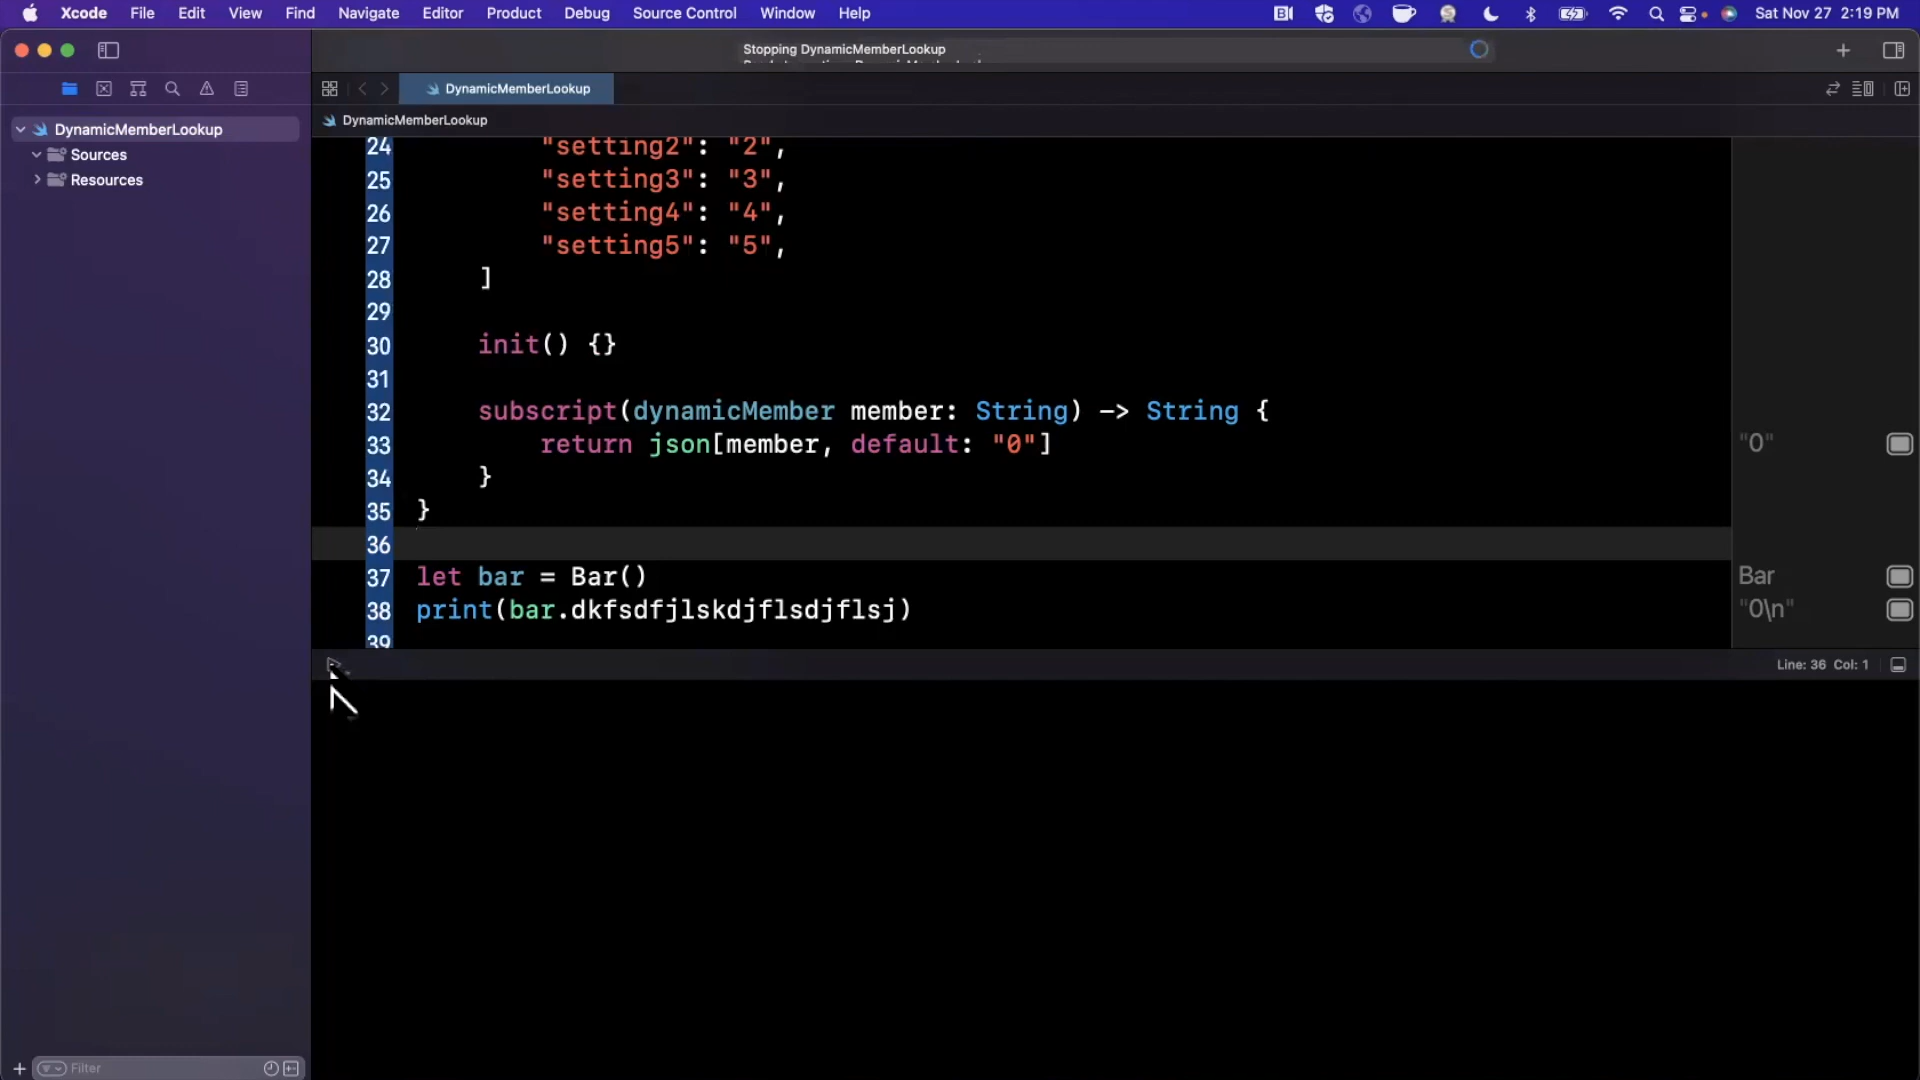 Xcode File Edit View Find Navigate Editor Product Debug Source Control Window Help Sat Nov 27 2:19 PM
Stopping DynamicMemberLookup
DynamicMemberLookup
DynamicMemberLookup
DynamicMemberLookup
Sources
Resources
24 "setting2": "2",
25 "setting3": "3",
26 "setting4": "4",
27 "setting5": "5",
28 ]
29
30 init() {}
31
32 subscript(dynamicMember member: String) -> String {
33 return json[member, default: "0"] "0"
34 }
35 }
36
37 let bar = Bar() Bar
38 print(bar.dkfsdfjlskdjflsdjflsj) "0\n"
39
Line: 36 Col: 1
Filter